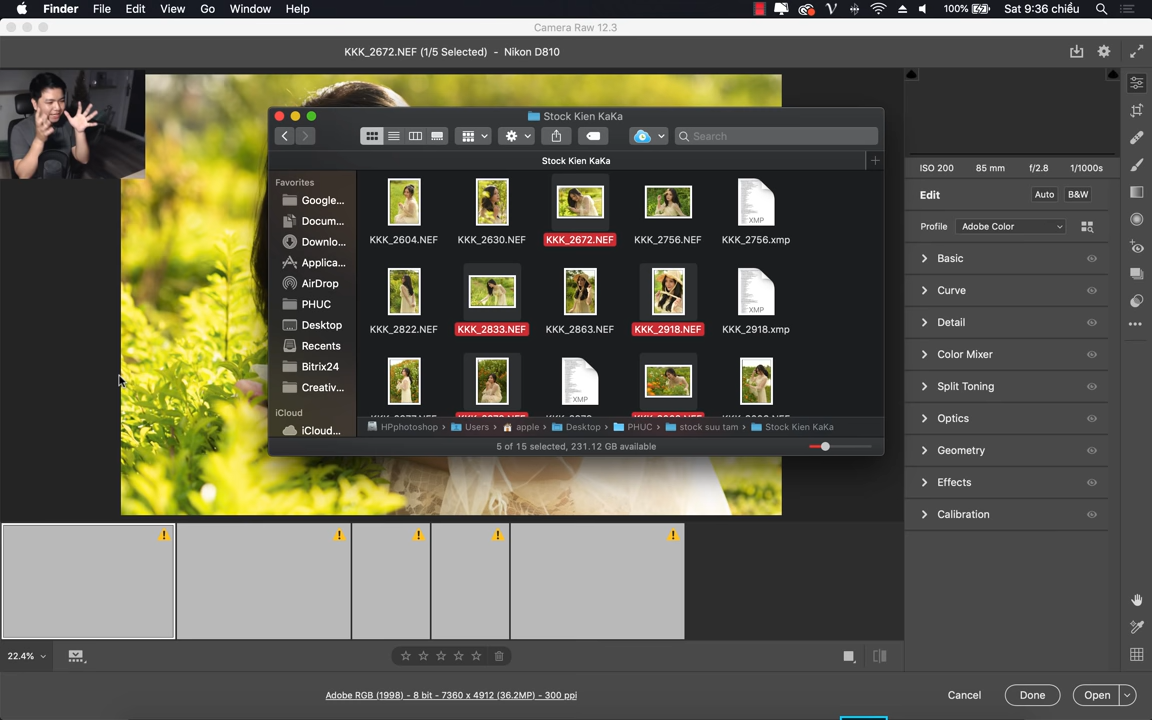 Finder File Edit View Go Window Help
100% Sat 9:36 chiều
Camera Raw 12.3
KKK_2672.NEF (1/5 Selected) - Nikon D810
Stock Kien KaKa
Search
Stock Kien KaKa
Favorites
Google...
Docum...
Downlo...
Applica...
AirDrop
PHUC
Desktop
Recents
Bitrix24
Creativ...
iCloud
iCloud...
KKK_2604.NEF KKK_2630.NEF KKK_2672.NEF KKK_2756.NEF KKK_2756.xmp
XMP
KKK_2822.NEF KKK_2833.NEF KKK_2863.NEF KKK_2918.NEF KKK_2918.xmp
XMP
XMP
HPphotoshop › Users › apple › Desktop › PHUC › stock suu tam › Stock Kien KaKa
5 of 15 selected, 231.12 GB available
ISO 200 85 mm f/2.8 1/1000s
Edit Auto B&W
Profile Adobe Color
Basic
Curve
Detail
Color Mixer
Split Toning
Optics
Geometry
Effects
Calibration
22.4%
Adobe RGB (1998) - 8 bit - 7360 x 4912 (36.2MP) - 300 ppi
Cancel Done Open